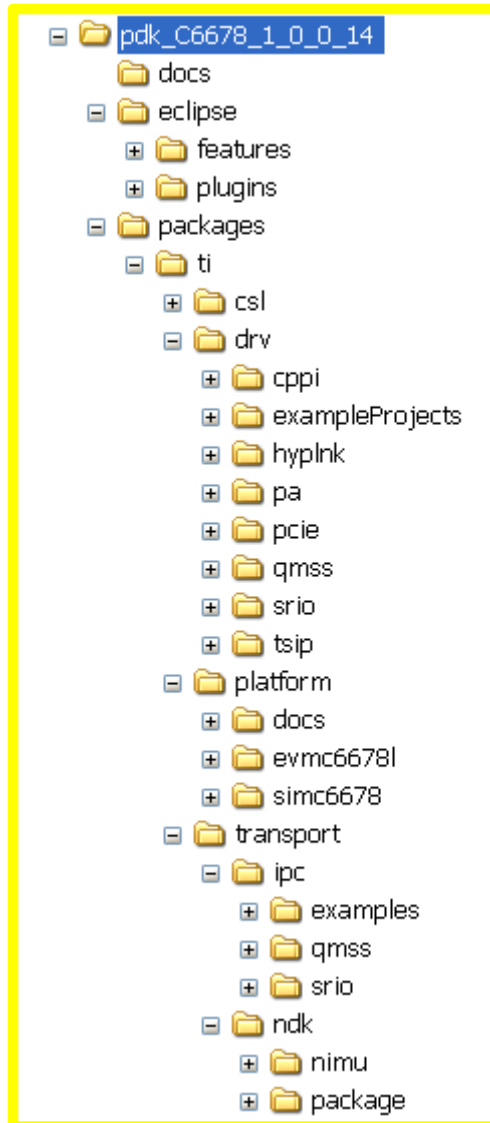 pdk_C6678_1_0_0_14
docs
eclipse
features
plugins
packages
ti
csl
drv
cppi
exampleProjects
hyplnk
pa
pcie
qmss
srio
tsip
platform
docs
evmc6678l
simc6678
transport
ipc
examples
qmss
srio
ndk
nimu
package